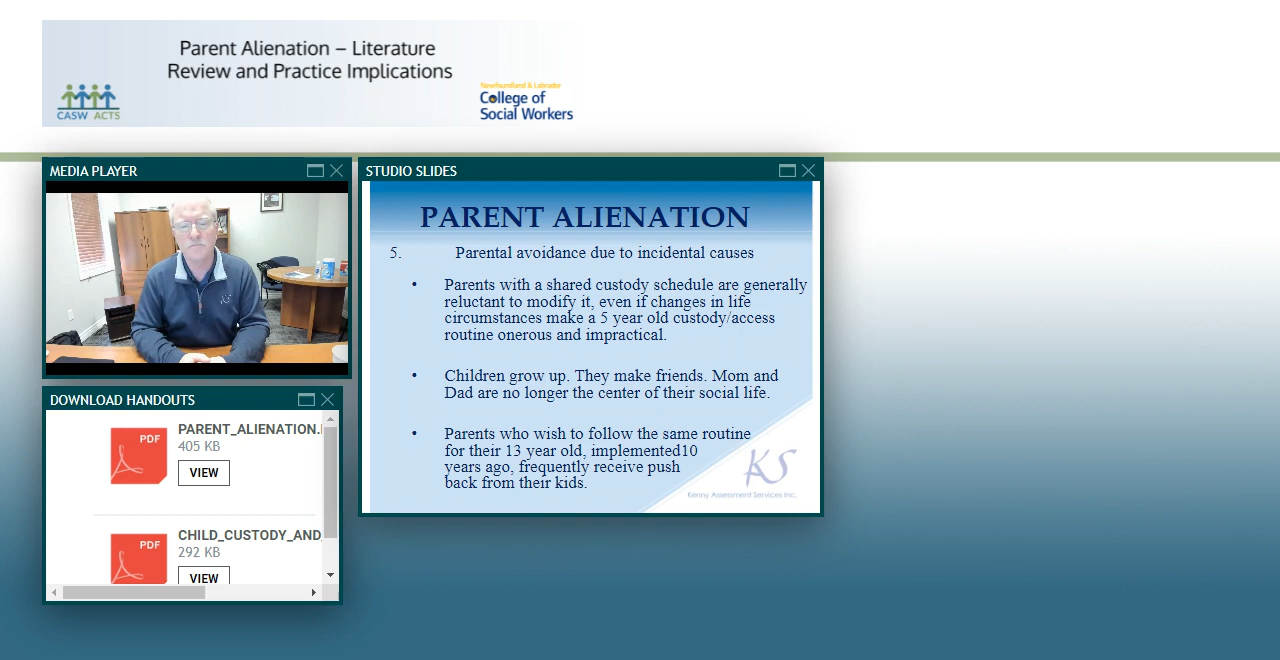 Parent Alienation – Literature
Review and Practice Implications
CASW ACTS
Newfoundland & Labrador
College of
Social Workers
MEDIA PLAYER
KS
STUDIO SLIDES
PARENT ALIENATION
5. Parental avoidance due to incidental causes
• Parents with a shared custody schedule are generally
reluctant to modify it, even if changes in life
circumstances make a 5 year old custody/access
routine onerous and impractical.
• Children grow up. They make friends. Mom and
Dad are no longer the center of their social life.
• Parents who wish to follow the same routine
for their 13 year old, implemented10
years ago, frequently receive push
back from their kids.
KS
Kenny Assessment Services Inc.
DOWNLOAD HANDOUTS
PDF
PARENT_ALIENATION.
405 KB
VIEW
PDF
CHILD_CUSTODY_AND_
292 KB
VIEW